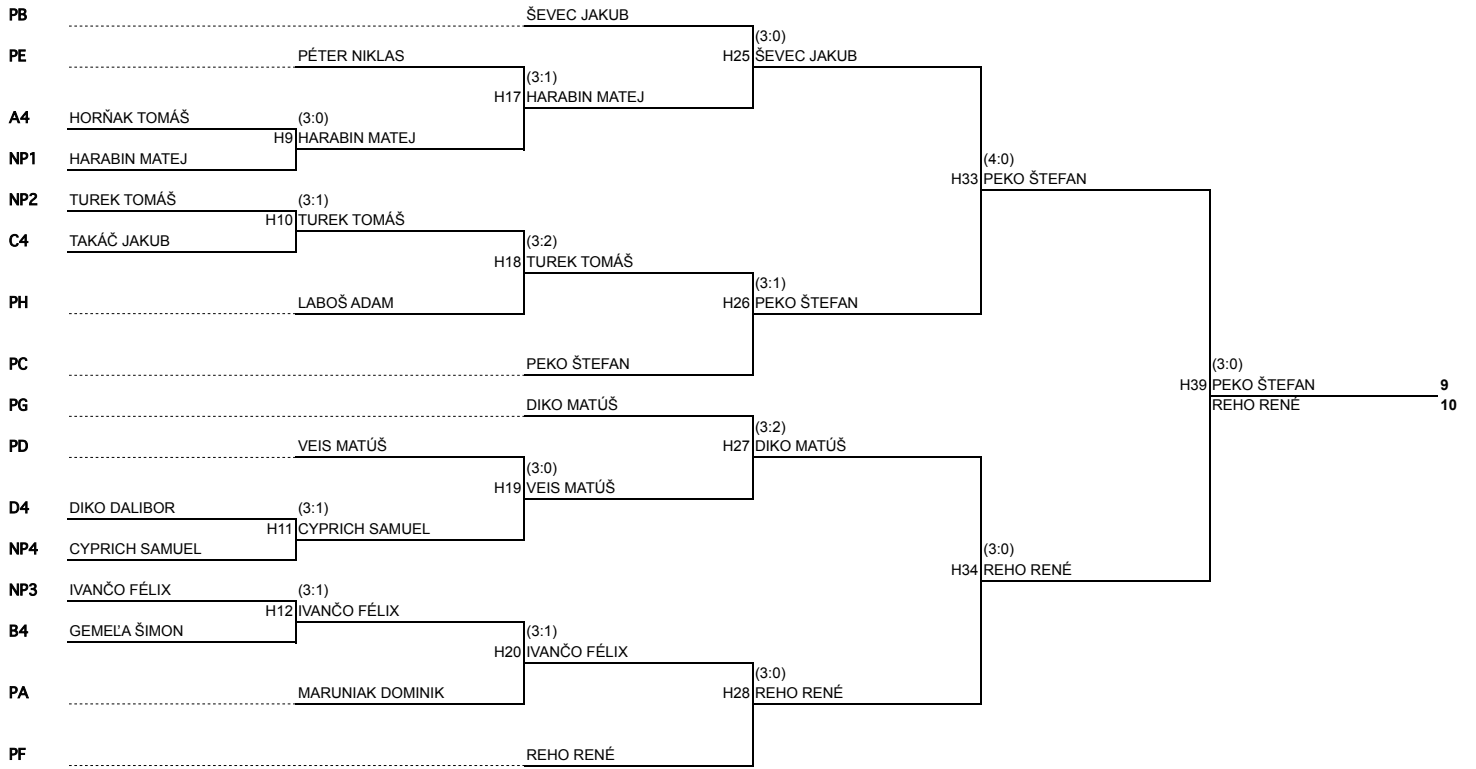 PB ŠEVEC JAKUB
(3:0)
PE PÉTER NIKLAS H25 ŠEVEC JAKUB
(3:1)
H17 HARABIN MATEJ
A4 HORŇAK TOMÁŠ (3:0)
H9 HARABIN MATEJ
NP1 HARABIN MATEJ (4:0)
H33 PEKO ŠTEFAN
NP2 TUREK TOMÁŠ (3:1)
H10 TUREK TOMÁŠ
C4 TAKÁČ JAKUB (3:2)
H18 TUREK TOMÁŠ
(3:1)
PH LABOŠ ADAM H26 PEKO ŠTEFAN
PC PEKO ŠTEFAN (3:0)
H39 PEKO ŠTEFAN 9
PG DIKO MATÚŠ REHO RENÉ 10
(3:2)
PD VEIS MATÚŠ H27 DIKO MATÚŠ
(3:0)
H19 VEIS MATÚŠ
D4 DIKO DALIBOR (3:1)
H11 CYPRICH SAMUEL
NP4 CYPRICH SAMUEL (3:0)
H34 REHO RENÉ
NP3 IVANČO FÉLIX (3:1)
H12 IVANČO FÉLIX
B4 GEMEĽA ŠIMON (3:1)
H20 IVANČO FÉLIX
(3:0)
PA MARUNIAK DOMINIK H28 REHO RENÉ
PF REHO RENÉ